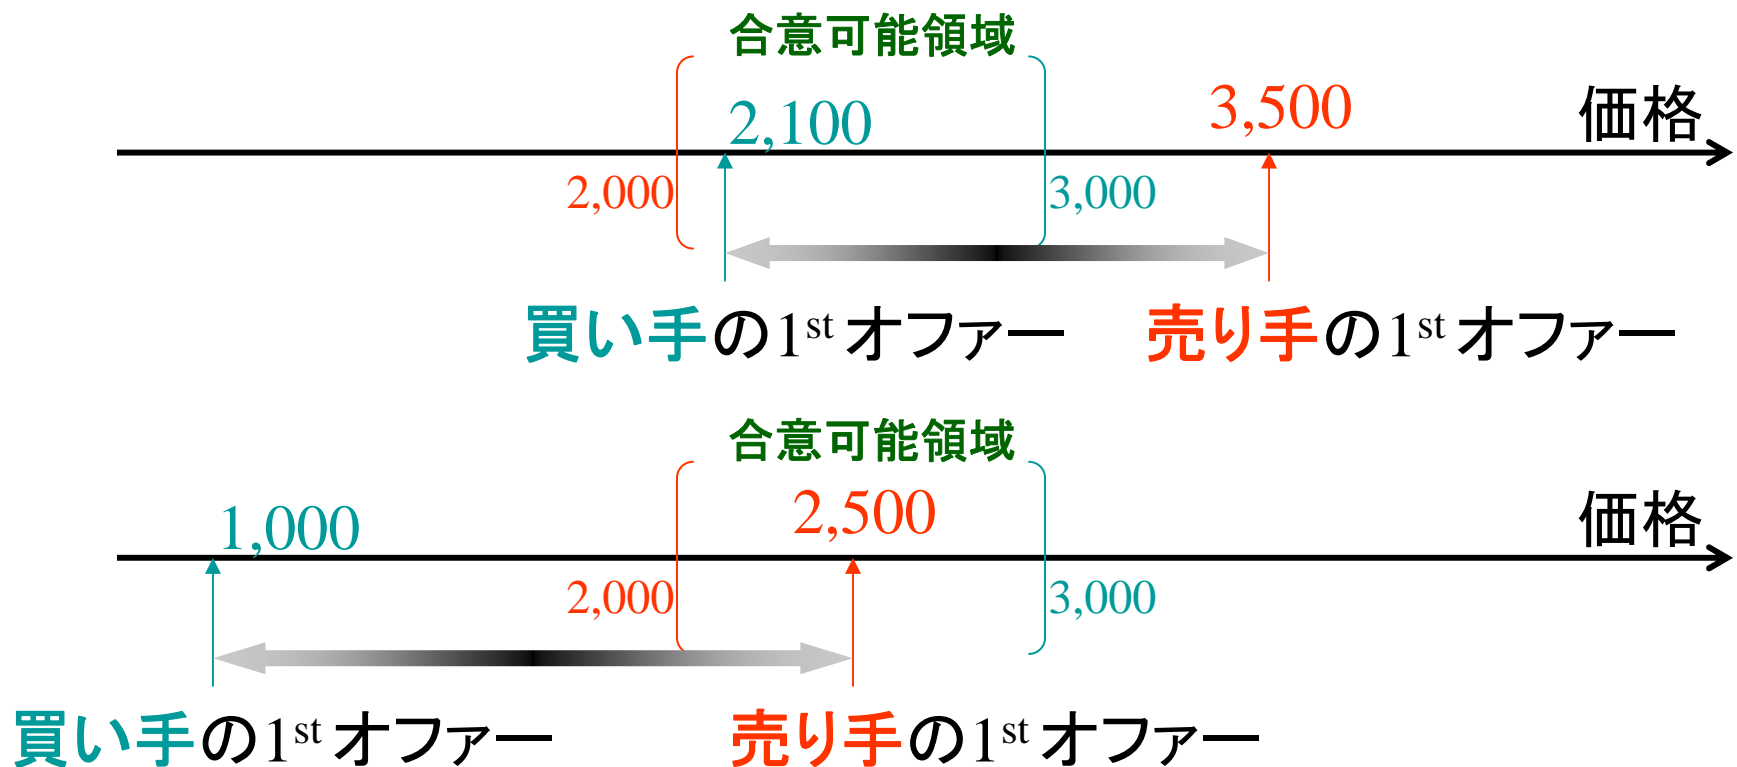 合意可能領域
2,100
3,500
価格
2,000
3,000
買い手の1st オファー
売り手の1st オファー
合意可能領域
1,000
2,500
価格
2,000
3,000
買い手の1st オファー
売り手の1st オファー